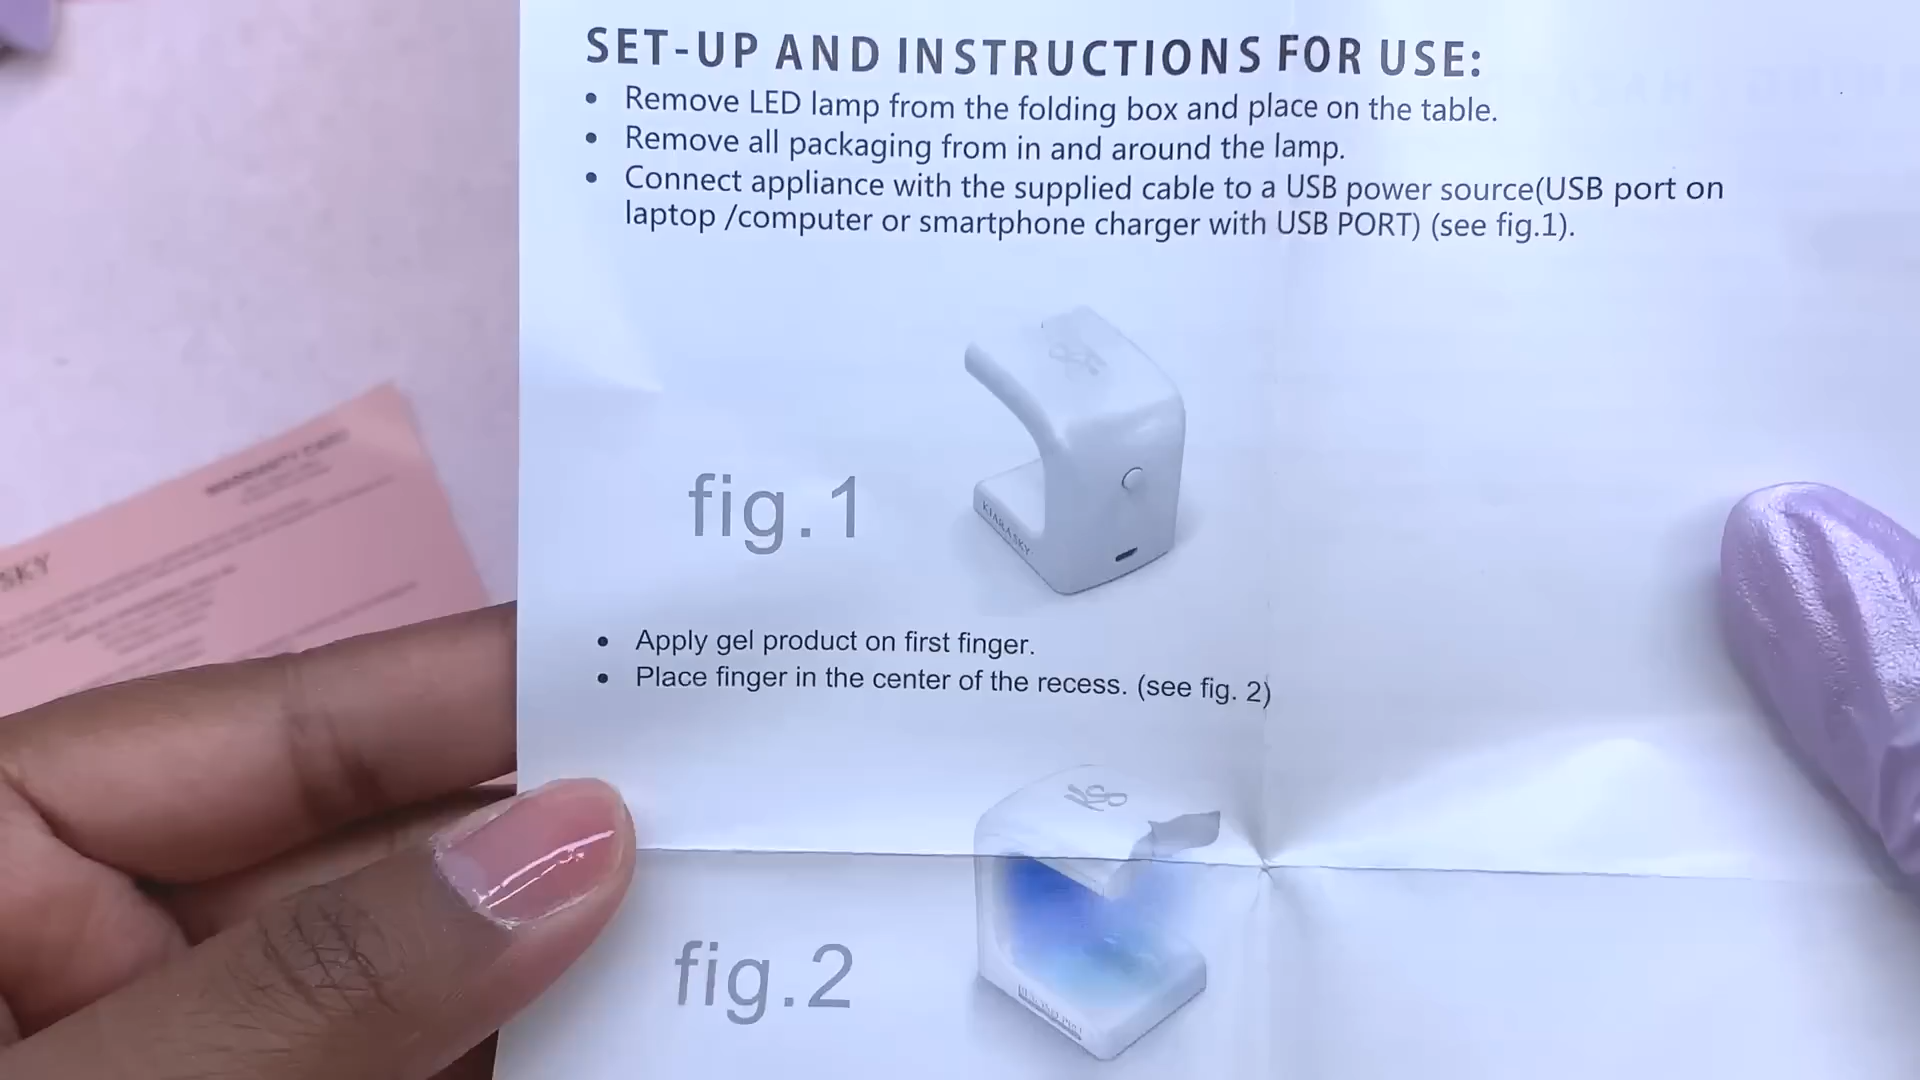 SET-UP AND INSTRUCTIONS FOR USE:
• Remove LED lamp from the folding box and place on the table.
• Remove all packaging from in and around the lamp.
• Connect appliance with the supplied cable to a USB power source(USB port on
laptop /computer or smartphone charger with USB PORT) (see fig.1).
fig.1
KIARA SKY
• Apply gel product on first finger.
• Place finger in the center of the recess. (see fig. 2)
fig.2
WARRANTY CARD
SKY